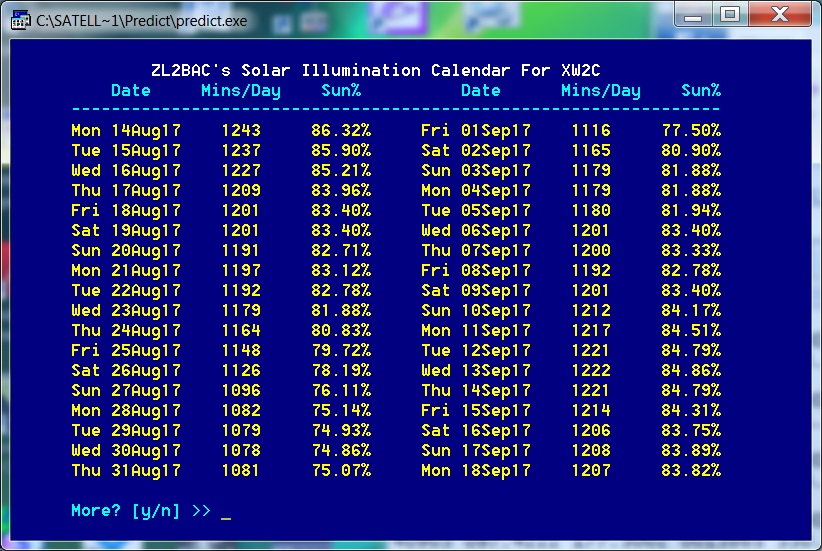 C:\SATELL~1\Predict\predict.exe
ZL2BAC's Solar Illumination Calendar For XW2C
Date Mins/Day Sun% Date Mins/Day Sun%
-----------------------------------------------------------------
Mon 14Aug17 1243 86.32% Fri 01Sep17 1116 77.50%
Tue 15Aug17 1237 85.90% Sat 02Sep17 1165 80.90%
Wed 16Aug17 1227 85.21% Sun 03Sep17 1179 81.88%
Thu 17Aug17 1209 83.96% Mon 04Sep17 1179 81.88%
Fri 18Aug17 1201 83.40% Tue 05Sep17 1180 81.94%
Sat 19Aug17 1201 83.40% Wed 06Sep17 1201 83.40%
Sun 20Aug17 1191 82.71% Thu 07Sep17 1200 83.33%
Mon 21Aug17 1197 83.12% Fri 08Sep17 1192 82.78%
Tue 22Aug17 1192 82.78% Sat 09Sep17 1201 83.40%
Wed 23Aug17 1179 81.88% Sun 10Sep17 1212 84.17%
Thu 24Aug17 1164 80.83% Mon 11Sep17 1217 84.51%
Fri 25Aug17 1148 79.72% Tue 12Sep17 1221 84.79%
Sat 26Aug17 1126 78.19% Wed 13Sep17 1222 84.86%
Sun 27Aug17 1096 76.11% Thu 14Sep17 1221 84.79%
Mon 28Aug17 1082 75.14% Fri 15Sep17 1214 84.31%
Tue 29Aug17 1079 74.93% Sat 16Sep17 1206 83.75%
Wed 30Aug17 1078 74.86% Sun 17Sep17 1208 83.89%
Thu 31Aug17 1081 75.07% Mon 18Sep17 1207 83.82%
More? [y/n] >> _